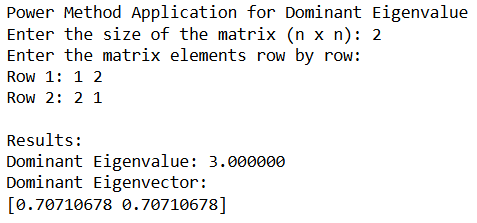 Power Method Application for Dominant Eigenvalue
Enter the size of the matrix (n x n): 2
Enter the matrix elements row by row:
Row 1: 1 2
Row 2: 2 1
Results:
Dominant Eigenvalue: 3.000000
Dominant Eigenvector:
[0.70710678 0.70710678]